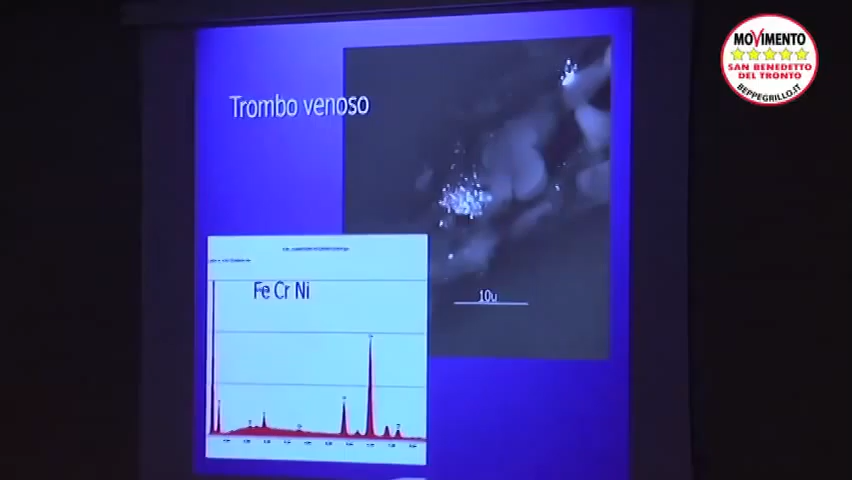 MOVIMENTO
SAN BENEDETTO
DEL TRONTO
BEPPEGRILLO.IT
Trombo venoso
Fe Cr Ni
10u